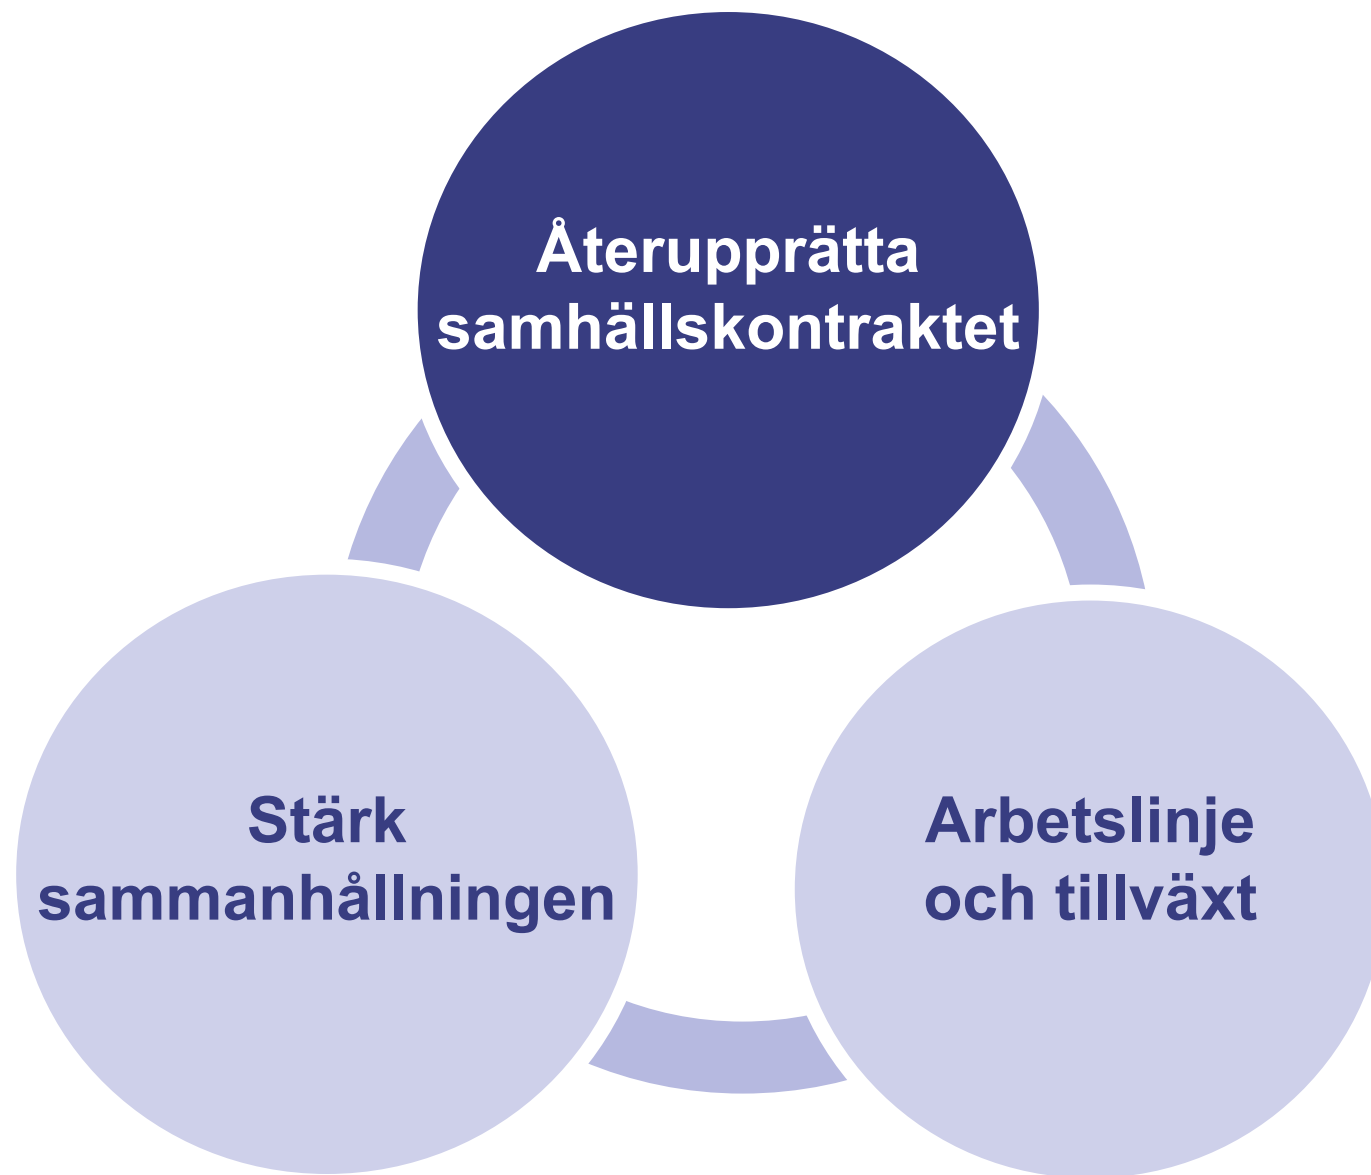 Återupprätta
samhällskontraktet
Stärk
sammanhållningen
Arbetslinje
och tillväxt